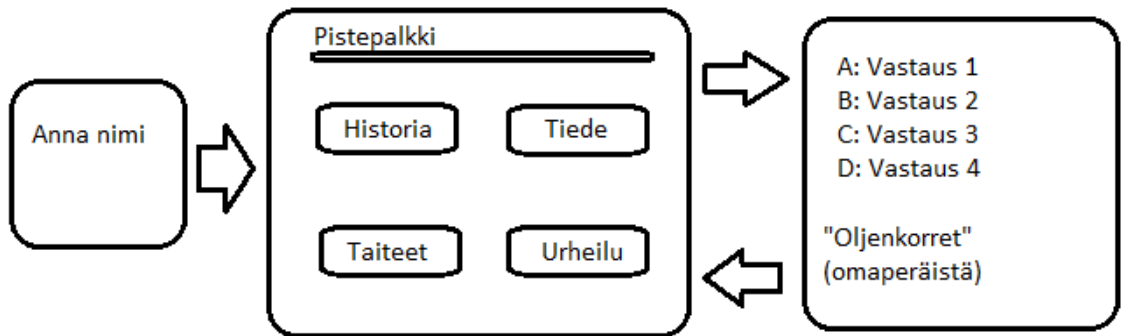 Anna nimi
Pistepalkki
Historia
Tiede
Taiteet
Urheilu
A: Vastaus 1
B: Vastaus 2
C: Vastaus 3
D: Vastaus 4
"Oljenkorret"
(omaperäistä)